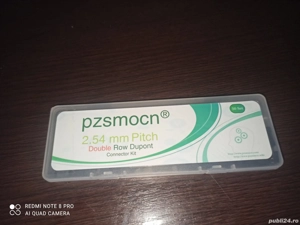 pzsmocn®
2.54 mm Pitch
Double Row Dupont
Connector Kit
REDMI NOTE 8 PRO
AI QUAD CAMERA
publi24.ro